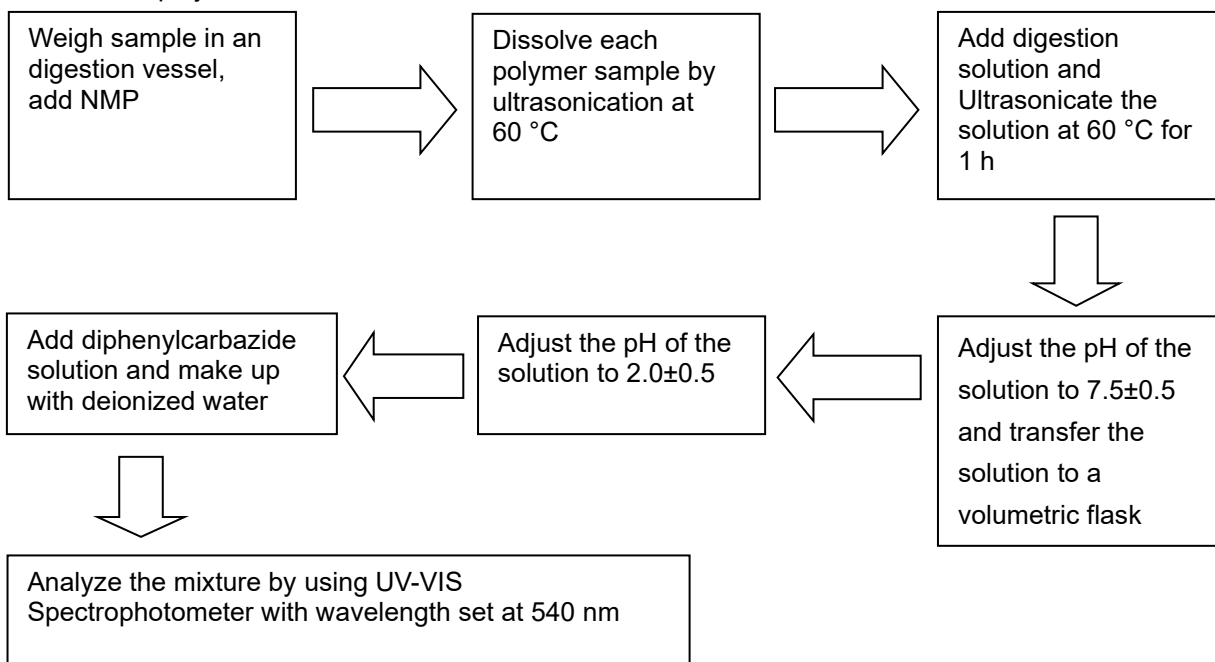 Weigh sample in an
digestion vessel,
add NMP
Dissolve each
polymer sample by
ultrasonication at
60 °C
Add digestion
solution and
Ultrasonicate the
solution at 60 °C for
1 h
Adjust the pH of the
solution to 7.5±0.5
and transfer the
solution to a
volumetric flask
Adjust the pH of the
solution to 2.0±0.5
Add diphenylcarbazide
solution and make up
with deionized water
Analyze the mixture by using UV-VIS
Spectrophotometer with wavelength set at 540 nm